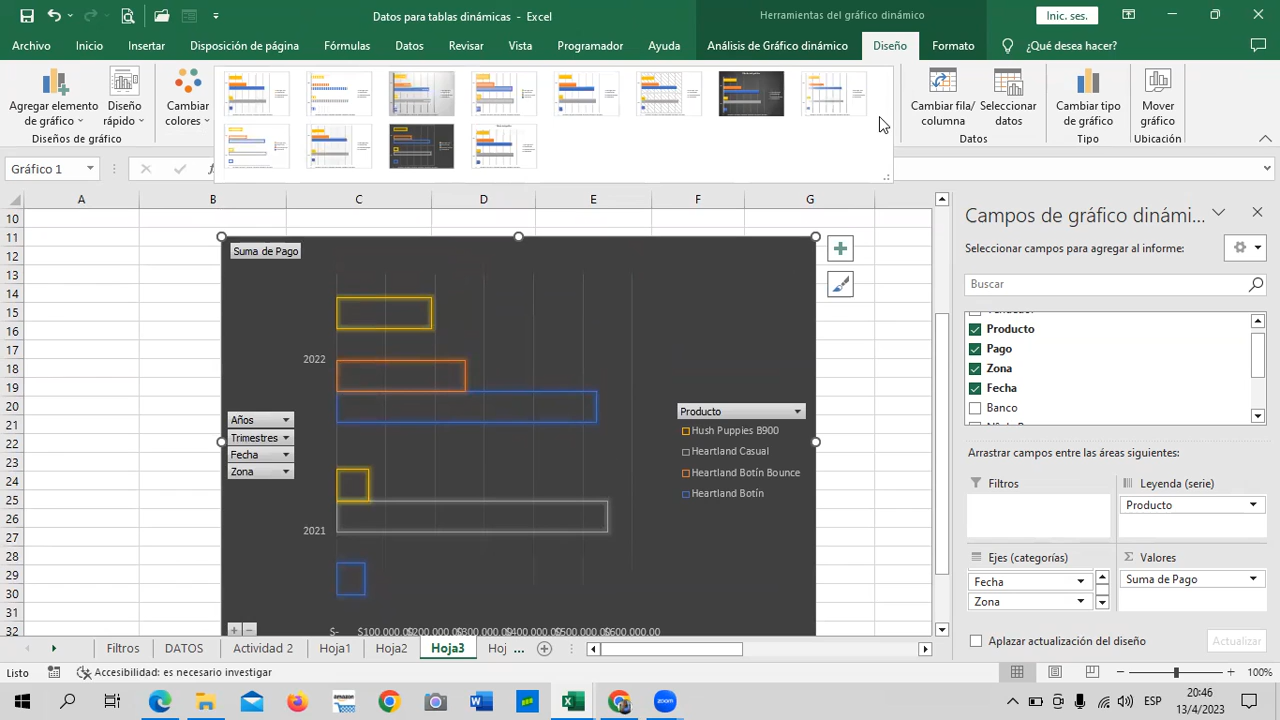 Datos para tablas dinámicas - Excel
Herramientas del gráfico dinámico
Inic. ses.
Archivo Inicio Insertar Disposición de página Fórmulas Datos Revisar Vista Programador Ayuda Análisis de Gráfico dinámico Diseño Formato ¿Qué desea hacer?
Agregar elemento de gráfico
Diseño rápido
Cambiar colores
Cambiar fila/ columna
Seleccionar datos
Cambiar tipo de gráfico
Mover gráfico
Diseños de gráfico
Datos
Tipo
Ubicación
Gráfico 1
A B C D E F G
10
11
12
13
14
15
16
17
18
19
20
21
22
23
24
25
26
27
28
29
30
31
32
Suma de Pago
2022
2021
Años
Trimestres
Fecha
Zona
Producto
Hush Puppies B900
Heartland Casual
Heartland Botín Bounce
Heartland Botín
$-
Campos de gráfico dinámi...
Seleccionar campos para agregar al informe:
Buscar
Producto
Pago
Zona
Fecha
Banco
Arrastrar campos entre las áreas siguientes:
Filtros
Leyenda (serie)
Producto
Ejes (categorías)
Fecha
Zona
Σ Valores
Suma de Pago
Aplazar actualización del diseño
Actualizar
Filtros DATOS Actividad 2 Hoja1 Hoja2 Hoja3 Hoj ...
Listo
Accesibilidad: es necesario investigar
100%
ESP
20:46
13/4/2023